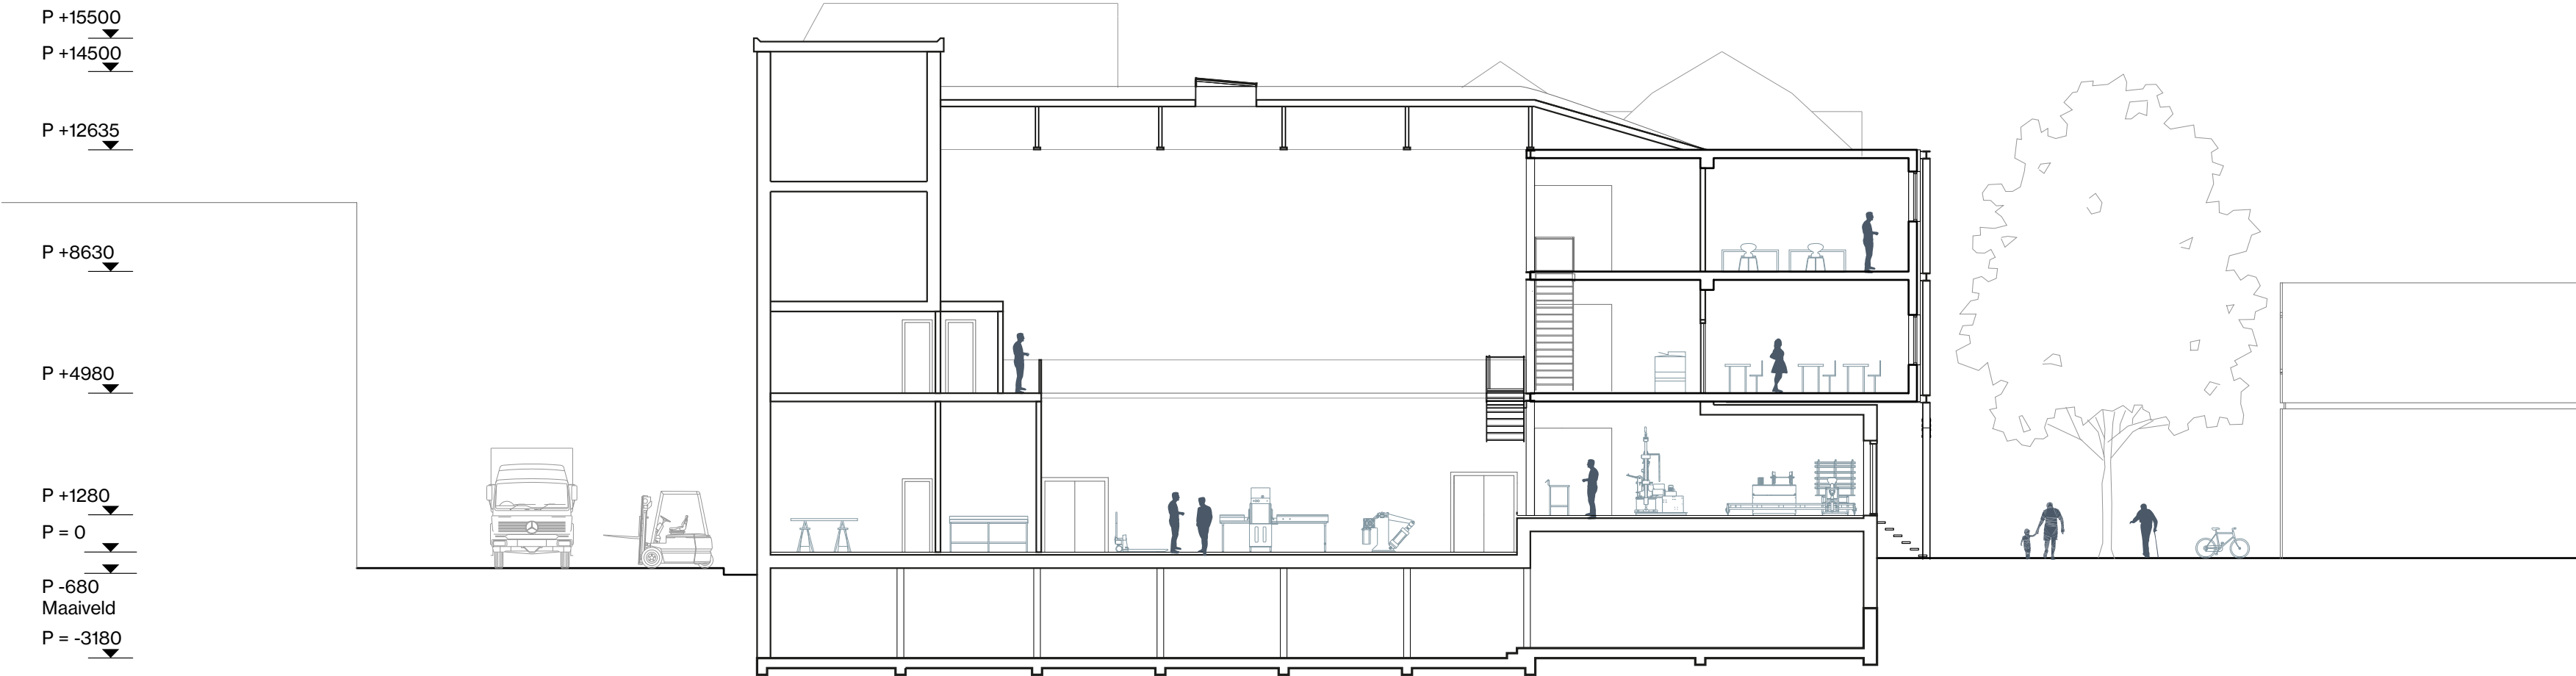 P +15500
P +14500
P +12635
P +8630
P +4980
P +1280
P = 0
P -680
Maaiveld
P = -3180